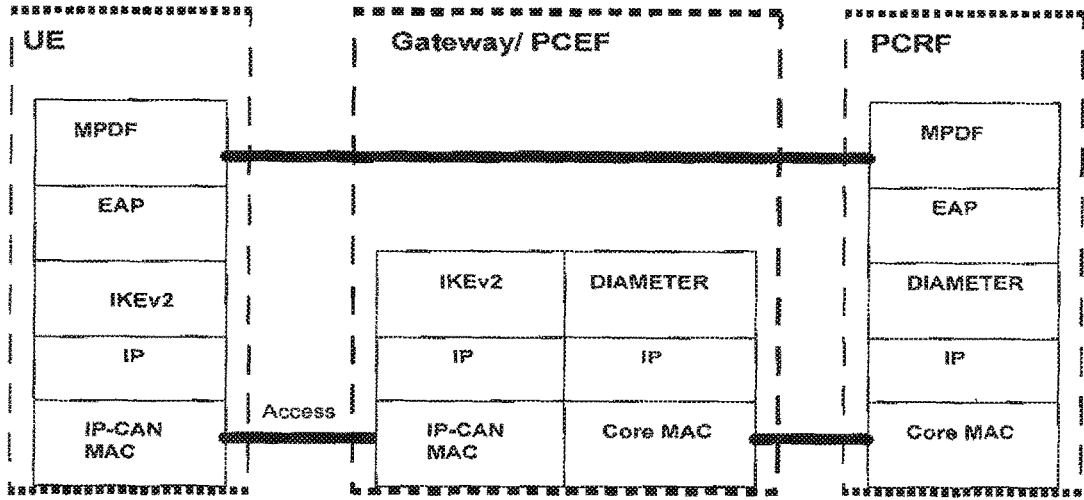 UE
Gateway/ PCEF
PCRF
MPDF
EAP
IKEv2
IP
IP-CAN
MAC
Access
IKEv2
DIAMETER
IP
IP
IP-CAN
MAC
Core MAC
MPDF
EAP
DIAMETER
IP
Core MAC